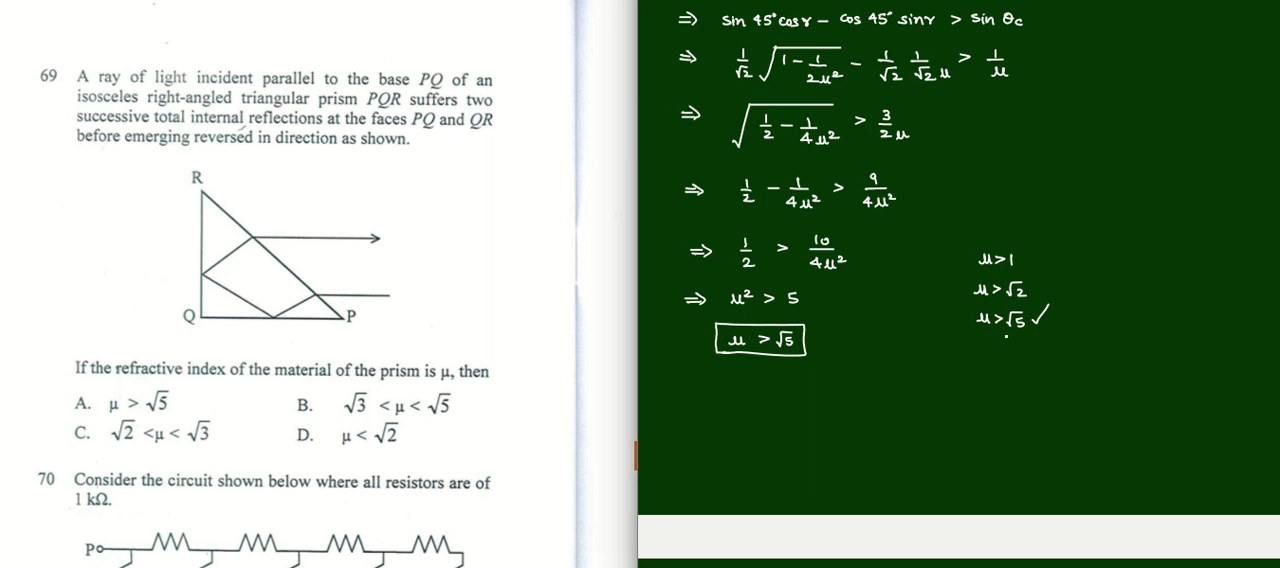 69 A ray of light incident parallel to the base PQ of an
isosceles right-angled triangular prism PQR suffers two
successive total internal reflections at the faces PQ and QR
before emerging reversed in direction as shown.
R
Q
P
If the refractive index of the material of the prism is μ, then
A. μ > √5 B. √3 < μ < √5
C. √2 <μ < √3 D. μ < √2
70 Consider the circuit shown below where all resistors are of
1 kΩ.
Po
⇒ sin 45° cos r – cos 45° sin r > sin θc
⇒ 1/√2 √(1 – 1/2μ²) – 1/√2 1/√2 μ > 1/μ
⇒ √(1/2 – 1/4μ²) > 3/2μ
⇒ 1/2 – 1/4μ² > 9/4μ²
⇒ 1/2 > 10/4μ²
⇒ μ² > 5
μ > √5
μ > 1
μ > √2
μ > √5 ✓